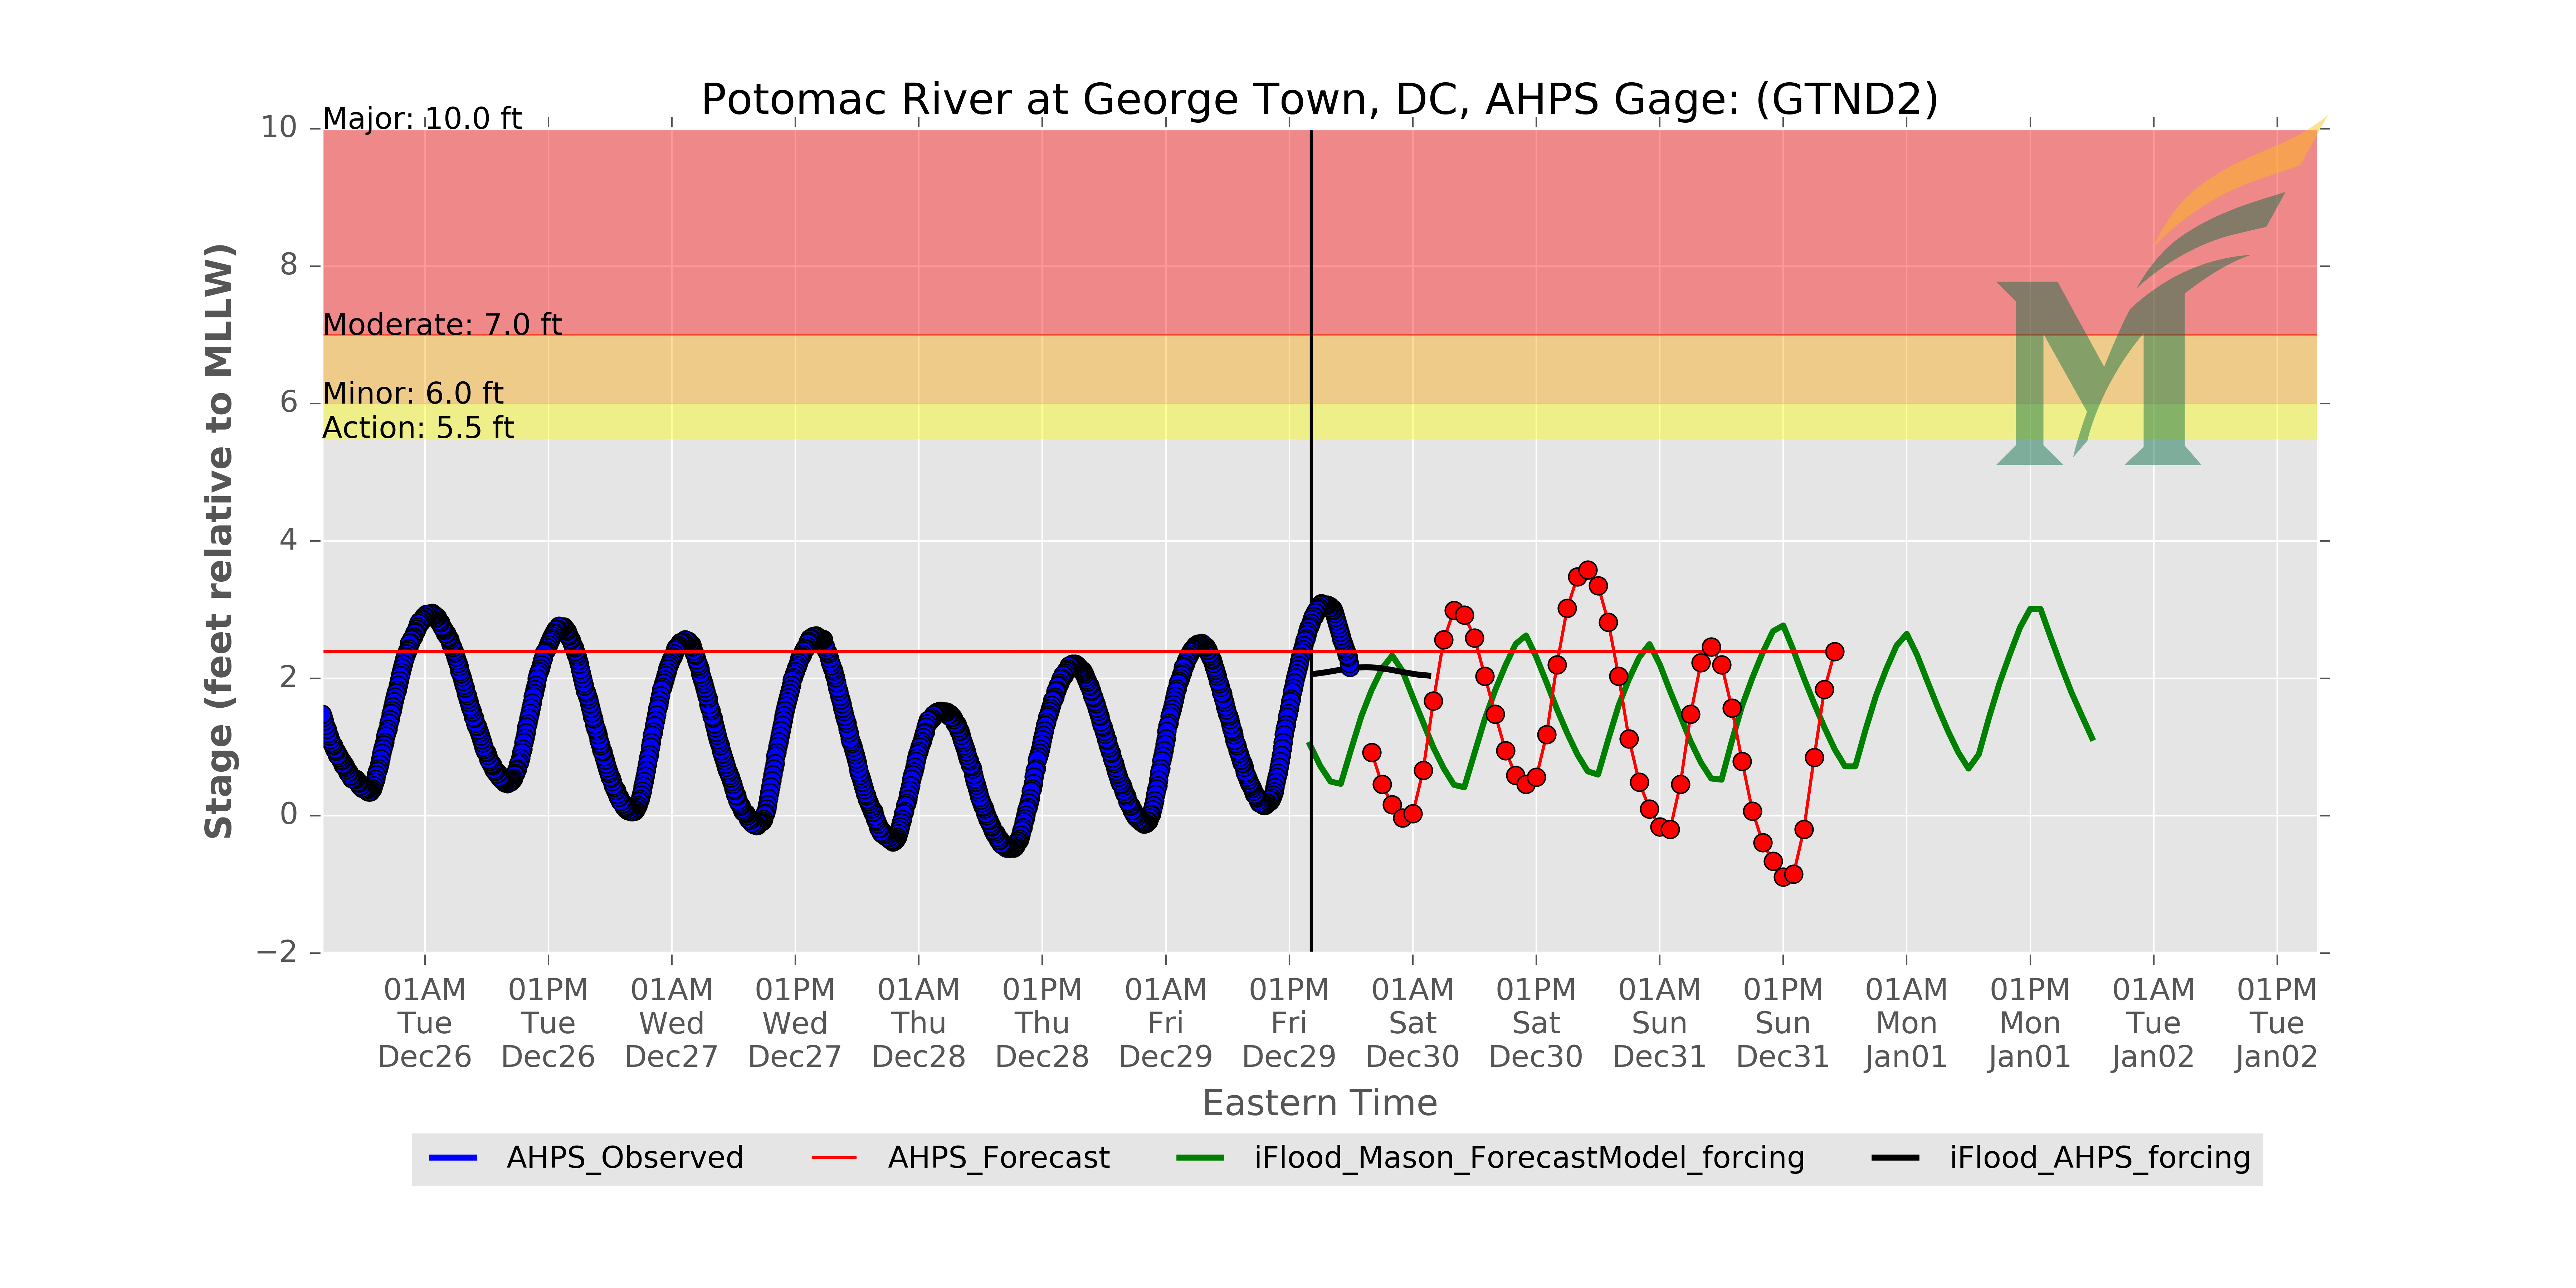 Potomac River at George Town, DC, AHPS Gage: (GTND2)
Major: 10.0 ft
Moderate: 7.0 ft
Minor: 6.0 ft
Action: 5.5 ft
10
8
6
4
2
0
−2
Stage (feet relative to MLLW)
01AM 01PM 01AM 01PM 01AM 01PM 01AM 01PM 01AM 01PM 01AM 01PM 01AM 01PM 01AM 01PM
Tue Tue Wed Wed Thu Thu Fri Fri Sat Sat Sun Sun Mon Mon Tue Tue
Dec26 Dec26 Dec27 Dec27 Dec28 Dec28 Dec29 Dec29 Dec30 Dec30 Dec31 Dec31 Jan01 Jan01 Jan02 Jan02
Eastern Time
AHPS_Observed AHPS_Forecast iFlood_Mason_ForecastModel_forcing iFlood_AHPS_forcing